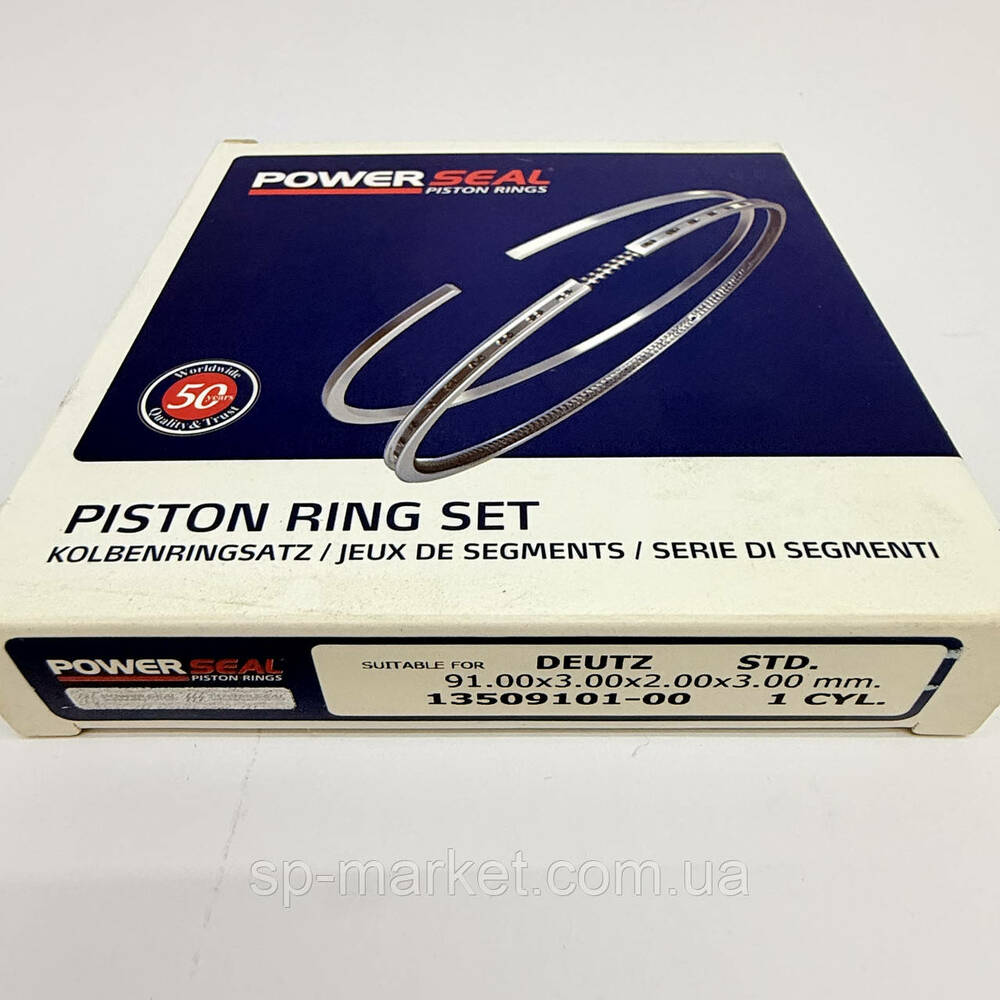 POWER SEAL
PISTON RINGS
Worldwide
50 years
Quality & Trust
PISTON RING SET
KOLBENRINGSATZ / JEUX DE SEGMENTS / SERIE DI SEGMENTI
POWER SEAL
PISTON RINGS
SUITABLE FOR DEUTZ STD.
91.00x3.00x2.00x3.00 mm.
13509101-00 1 CYL.
sp-market.com.ua